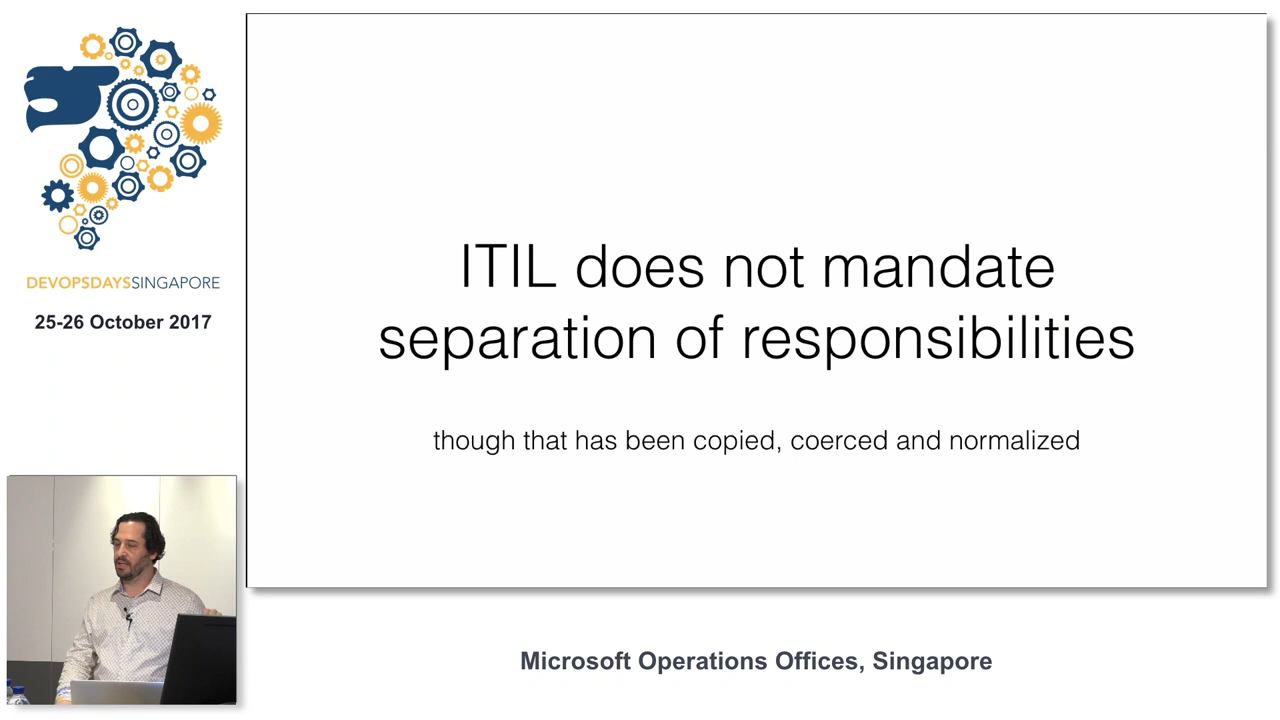 DEVOPSDAYSSINGAPORE
25-26 October 2017
ITIL does not mandate
separation of responsibilities
though that has been copied, coerced and normalized
Microsoft Operations Offices, Singapore